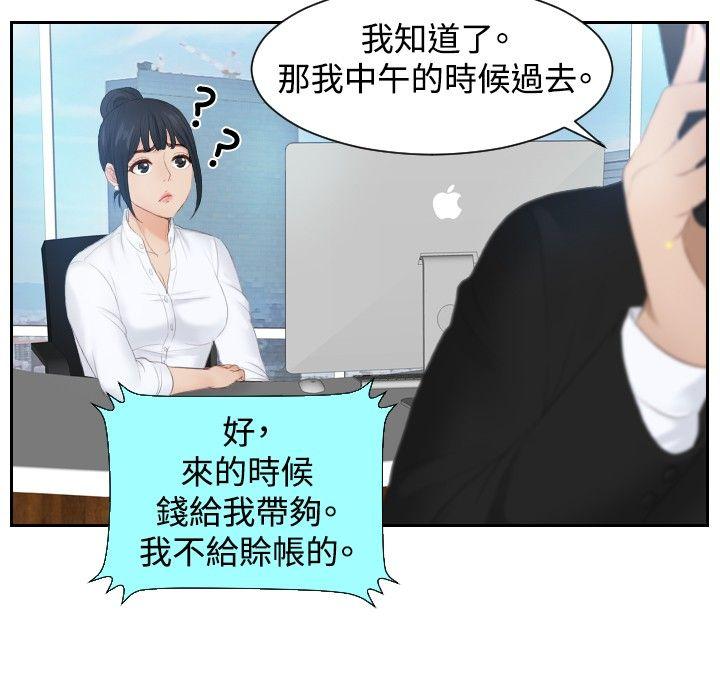 我知道了。
那我中午的時候過去。
??
好,
來的時候
錢給我帶夠。
我不給賒帳的。